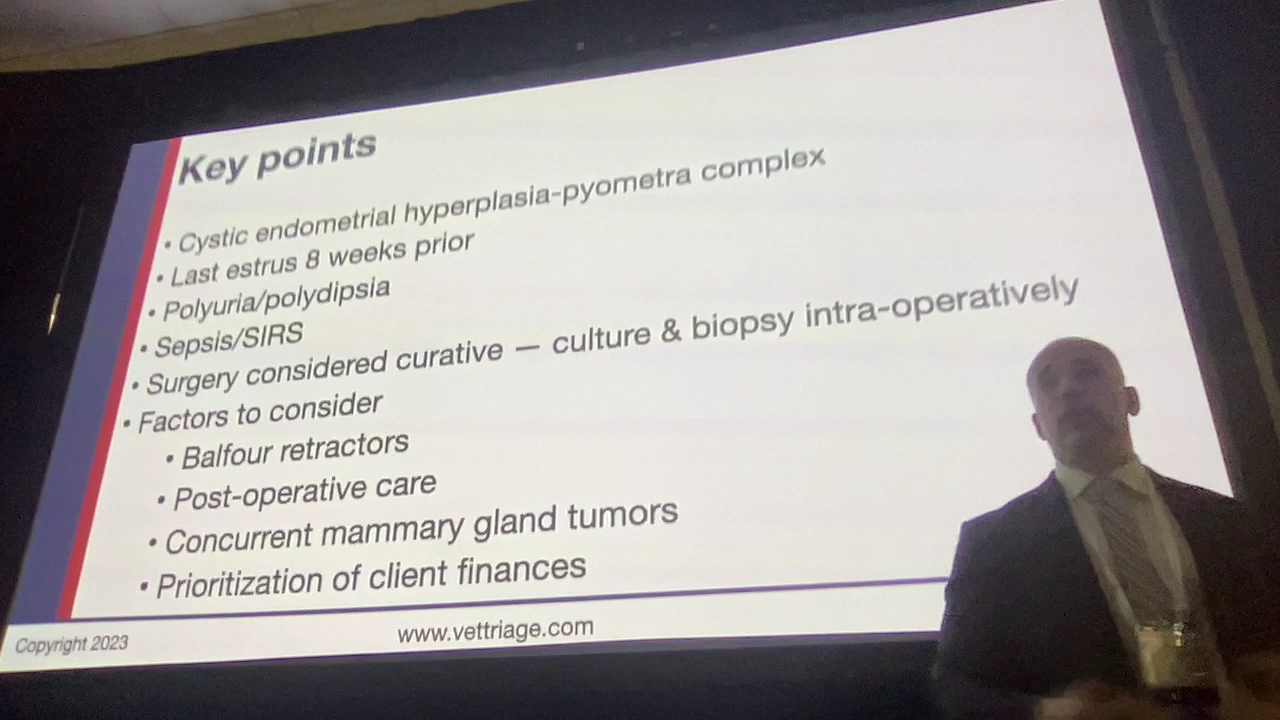 Key points
• Cystic endometrial hyperplasia-pyometra complex
• Last estrus 8 weeks prior
• Polyuria/polydipsia
• Sepsis/SIRS
• Surgery considered curative — culture & biopsy intra-operatively
• Factors to consider
• Balfour retractors
• Post-operative care
• Concurrent mammary gland tumors
• Prioritization of client finances
Copyright 2023
www.vettriage.com